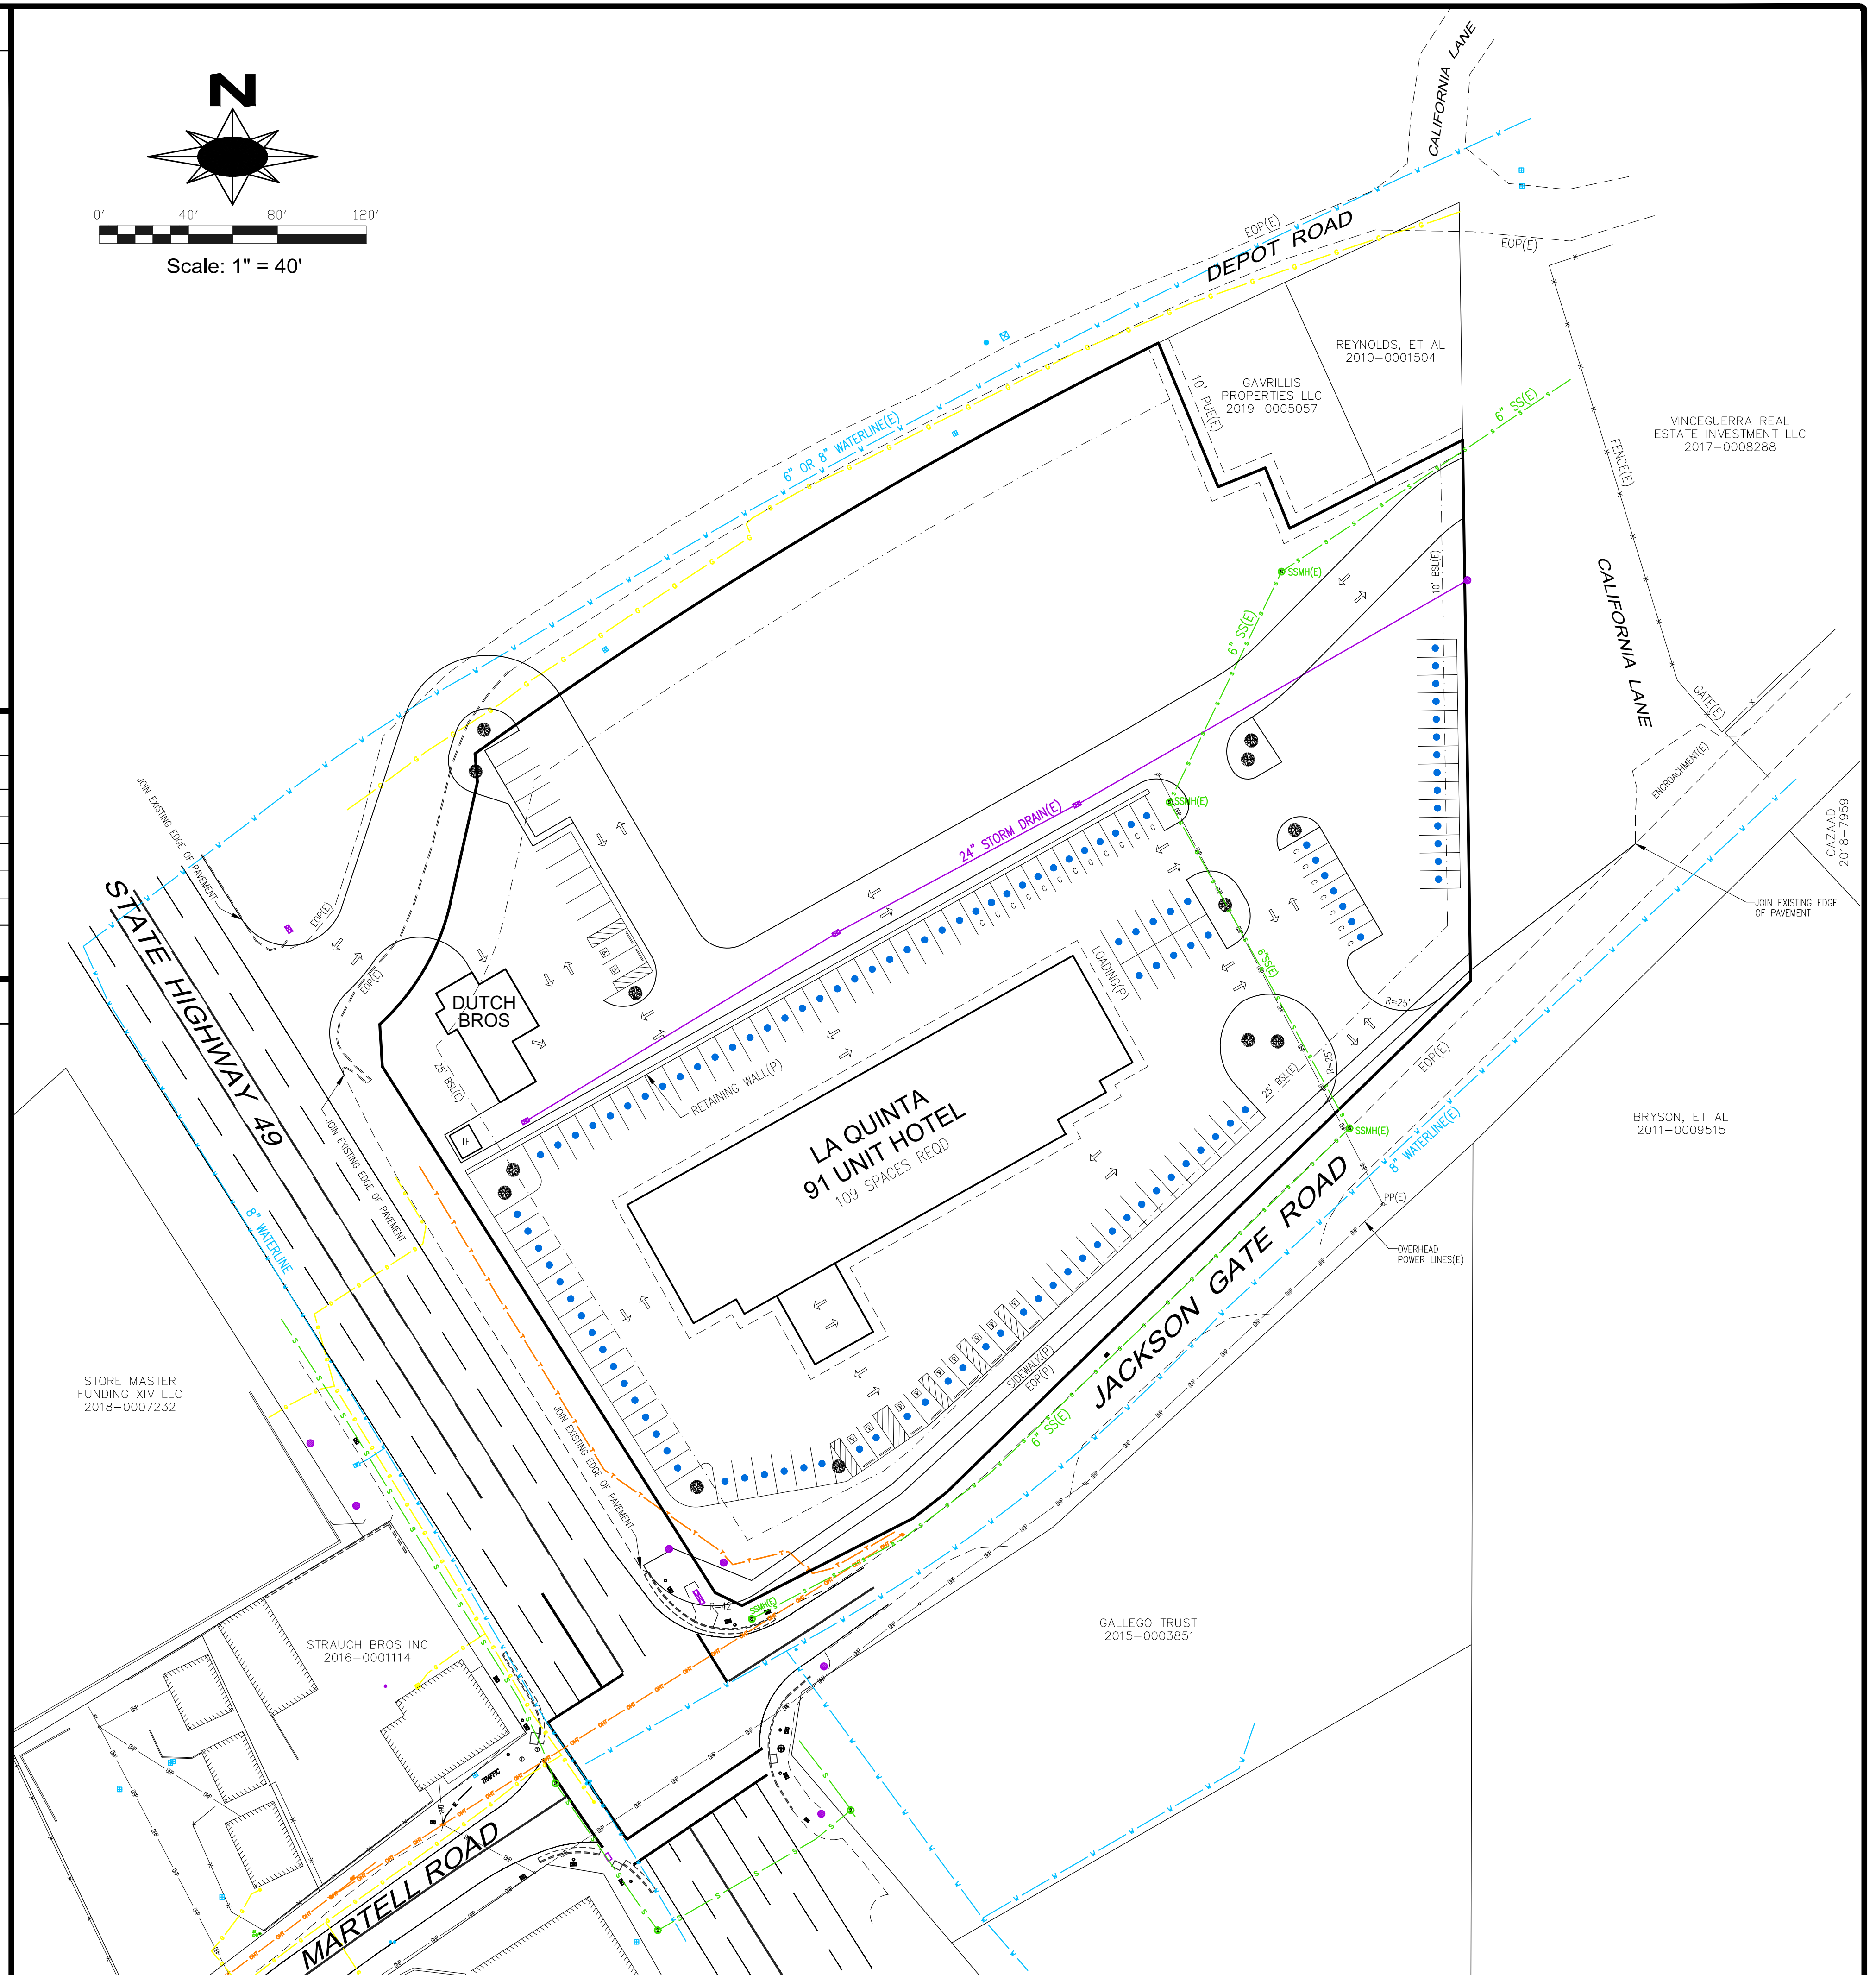 N
0' 40' 80' 120'
Scale: 1" = 40'
CALIFORNIA LANE
EOP(E)
DEPOT ROAD
EOP(E)
REYNOLDS, ET AL
2010-0001504
GAVRILLIS
PROPERTIES LLC
2019-0005057
10' PUE(E)
6" SS(E)
VINCEGUERRA REAL
ESTATE INVESTMENT LLC
2017-0008288
FENCE(E)
6" OR 8" WATERLINE(E)
SSMH(E)
10' BSL(E)
6" SS(E)
CALIFORNIA LANE
GATE(E)
ENCROACHMENT(E)
CAZAAD
2018-7959
JOIN EXISTING EDGE OF PAVEMENT
EOP(E)
SSMH(E)
24" STORM DRAIN(E)
JOIN EXISTING EDGE
OF PAVEMENT
STATE HIGHWAY 49
EOP(E)
DUTCH
BROS
25' BSL(E)
LOADING(P)
6"SS(E)
R=25'
R=25'
25' BSL(E)
EOP(E)
RETAINING WALL(P)
TE
LA QUINTA
91 UNIT HOTEL
109 SPACES REQD
JOIN EXISTING EDGE OF PAVEMENT
8" WATERLINE
SSMH(E)
8" WATERLINE(E)
BRYSON, ET AL
2011-0009515
PP(E)
OVERHEAD
POWER LINES(E)
JACKSON GATE ROAD
SIDEWALK(P)
EOP(P)
6" SS(E)
STORE MASTER
FUNDING XIV LLC
2018-0007232
JOIN EXISTING EDGE OF PAVEMENT
R=42'
SSMH(E)
STRAUCH BROS INC
2016-0001114
GALLEGO TRUST
2015-0003851
TRAFFIC
MARTELL ROAD